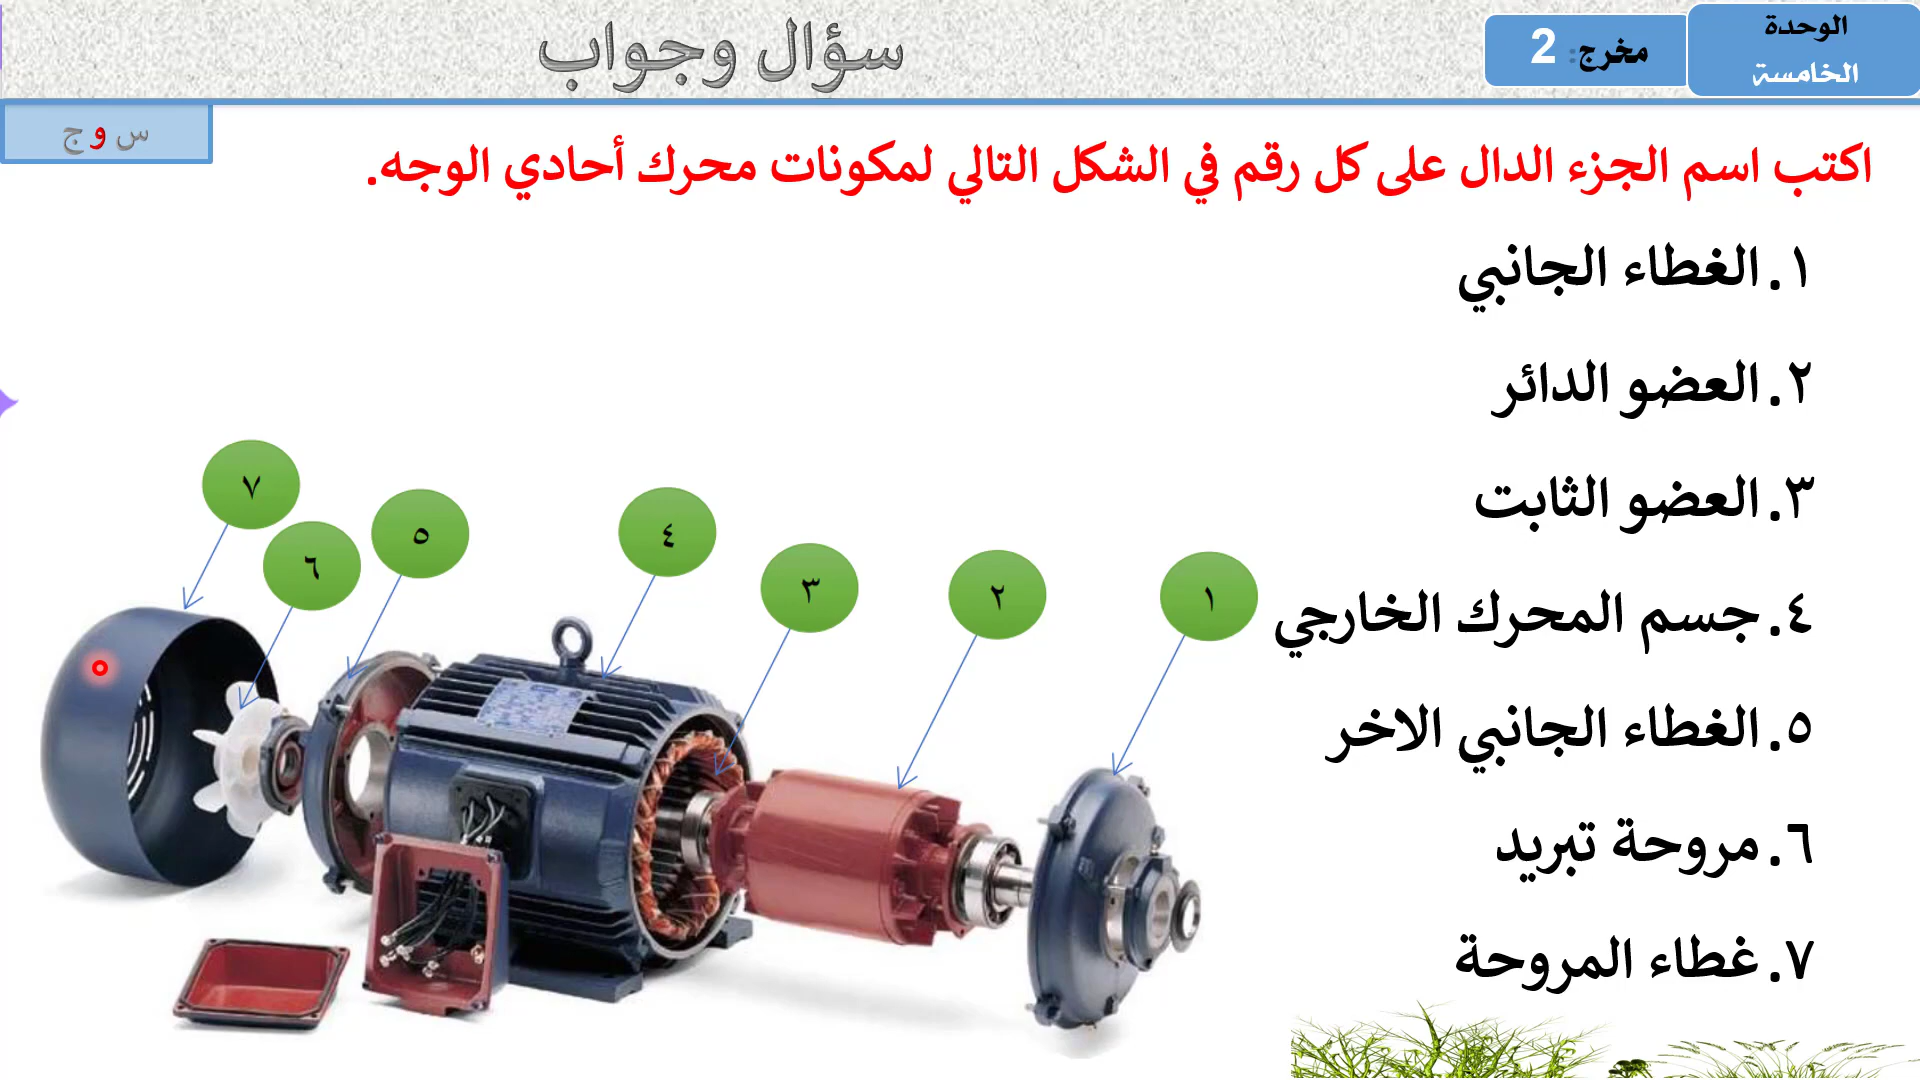 الوحدة
الخامسة
مخرج: 2
سؤال وجواب
س و ج
اكتب اسم الجزء الدال على كل رقم في الشكل التالي لمكونات محرك أحادي الوجه.
١. الغطاء الجانبي
٢. العضو الدائر
٣. العضو الثابت
٤. جسم المحرك الخارجي
٥. الغطاء الجانبي الاخر
٦. مروحة تبريد
٧. غطاء المروحة
٧
٦
٥
٤
٣
٢
١